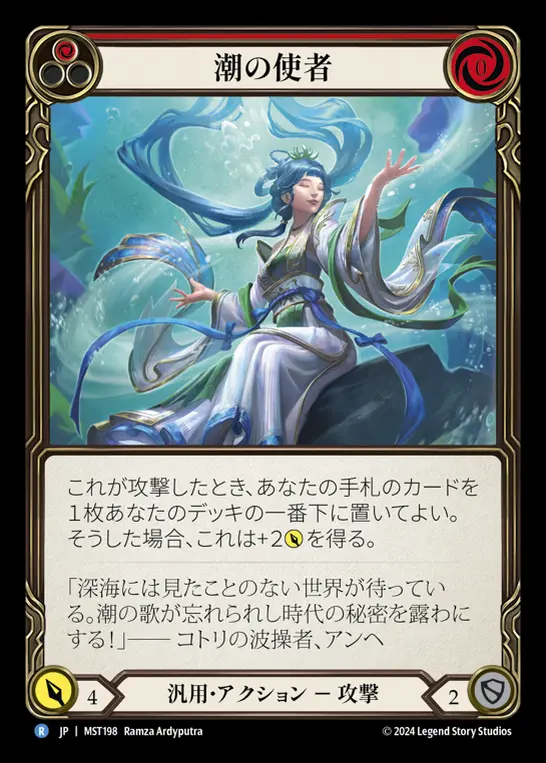 潮の使者
0
これが攻撃したとき、あなたの手札のカードを
1枚あなたのデッキの一番下に置いてよい。
そうした場合、これは+2を得る。
「深海には見たことのない世界が待ってい
る。潮の歌が忘れられし時代の秘密を露わに
する!」── コトリの波操者、アンヘ
4
汎用・アクション － 攻撃
2
R JP | MST198 Ramza Ardyputra
© 2024 Legend Story Studios